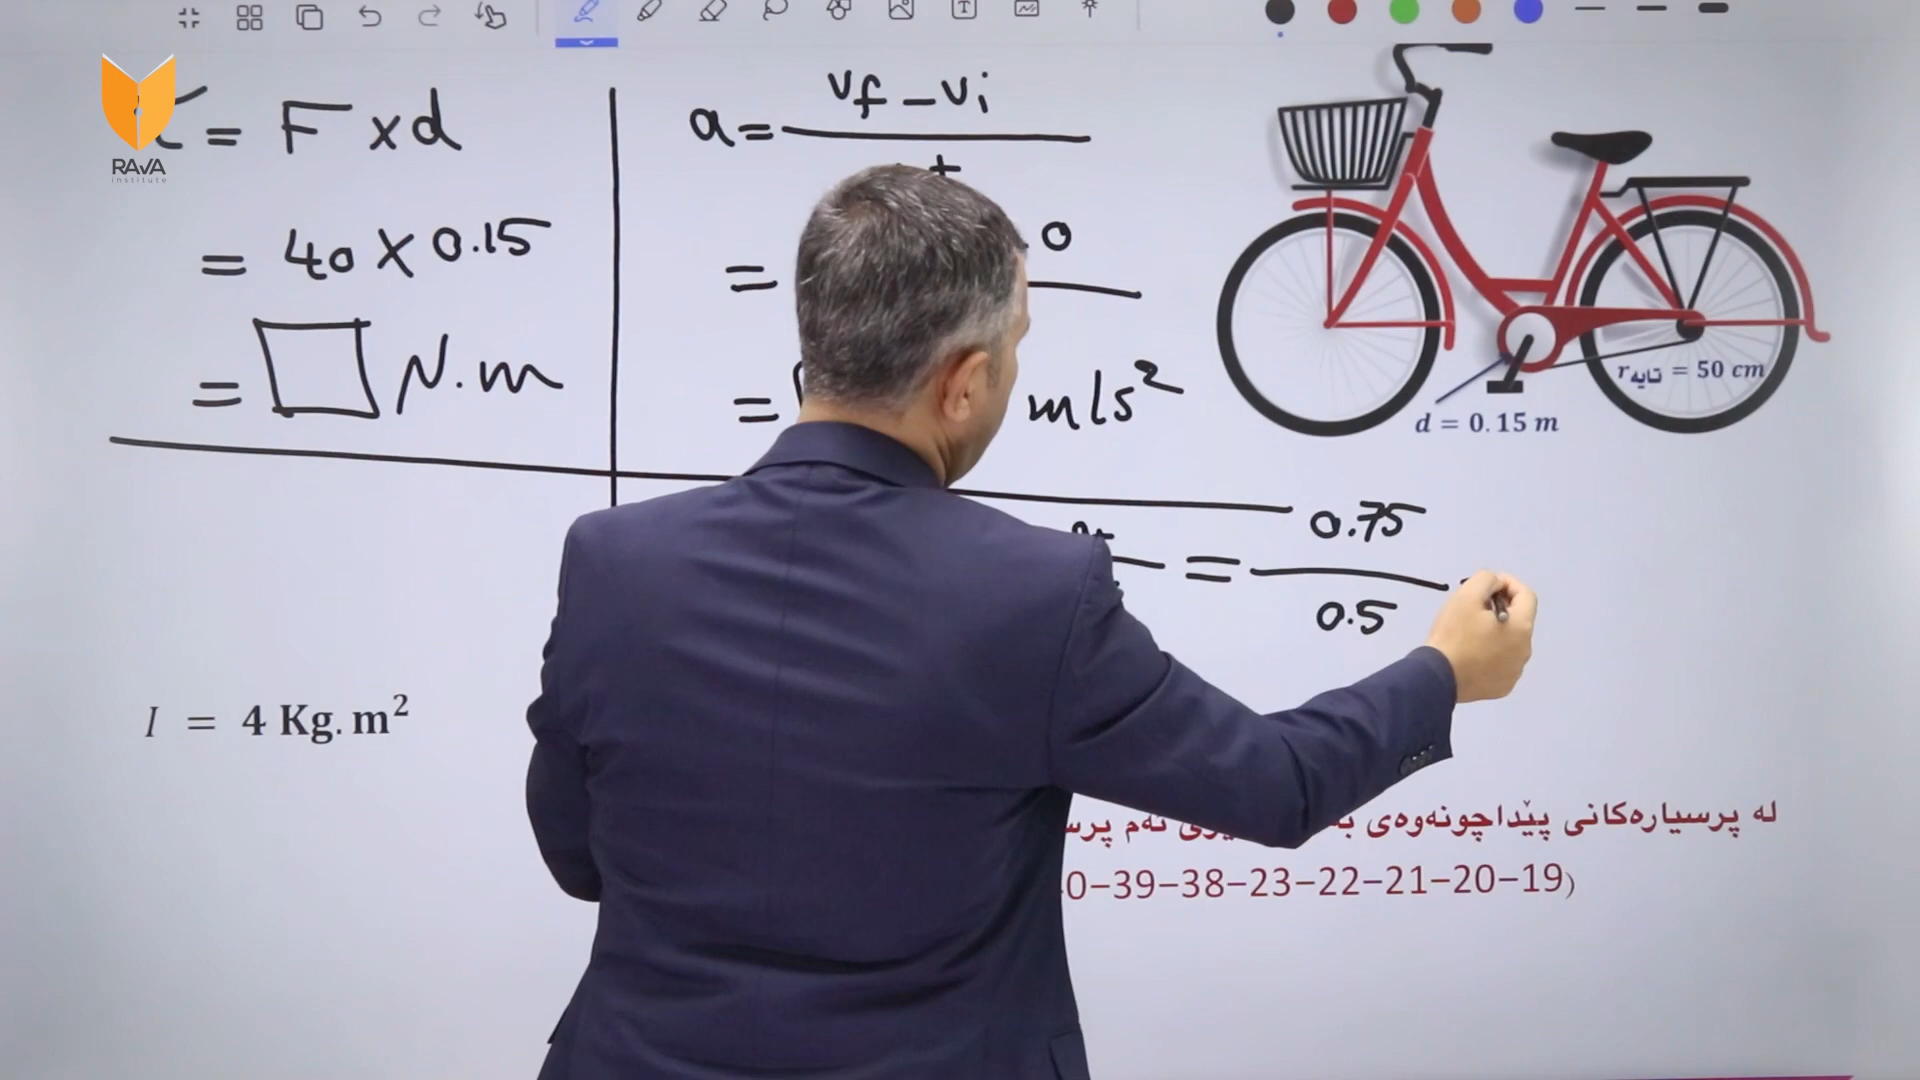 RAVA
institute
= F × d
= 40 × 0.15
= N.m
a = vf - vi
t
= 0
= m/s²
= 0.75
0.5
r تایە = 50 cm
d = 0.15 m
I = 4 Kg.m²
لە پرسیارەکانی پێداچونەوەی
0-39-38-23-22-21-20-19)